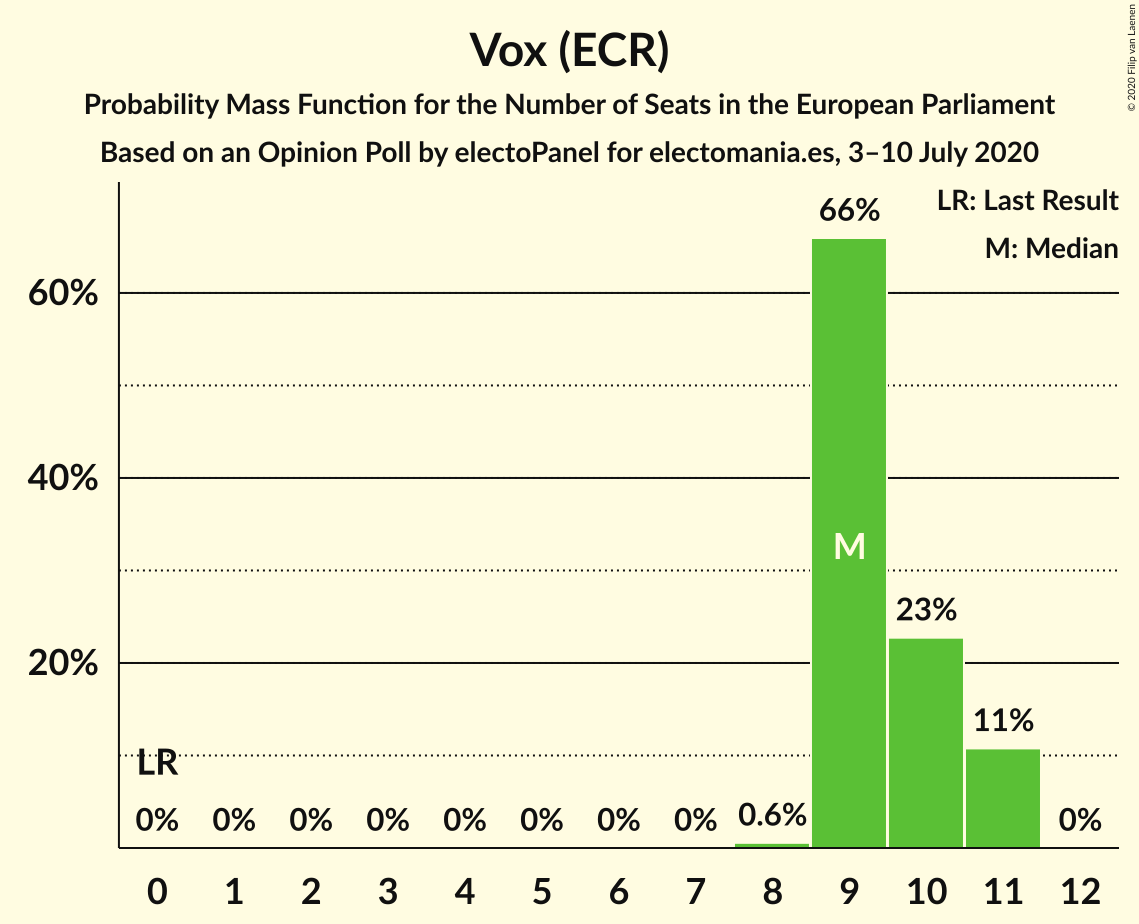 © 2020 Filip van Laenen
Vox (ECR)
Probability Mass Function for the Number of Seats in the European Parliament
Based on an Opinion Poll by electoPanel for electomania.es, 3–10 July 2020
LR: Last Result
M: Median
66%
60%
40%
M
23%
20%
11%
LR
0% 0% 0% 0% 0% 0% 0% 0% 0.6% 0%
0 1 2 3 4 5 6 7 8 9 10 11 12